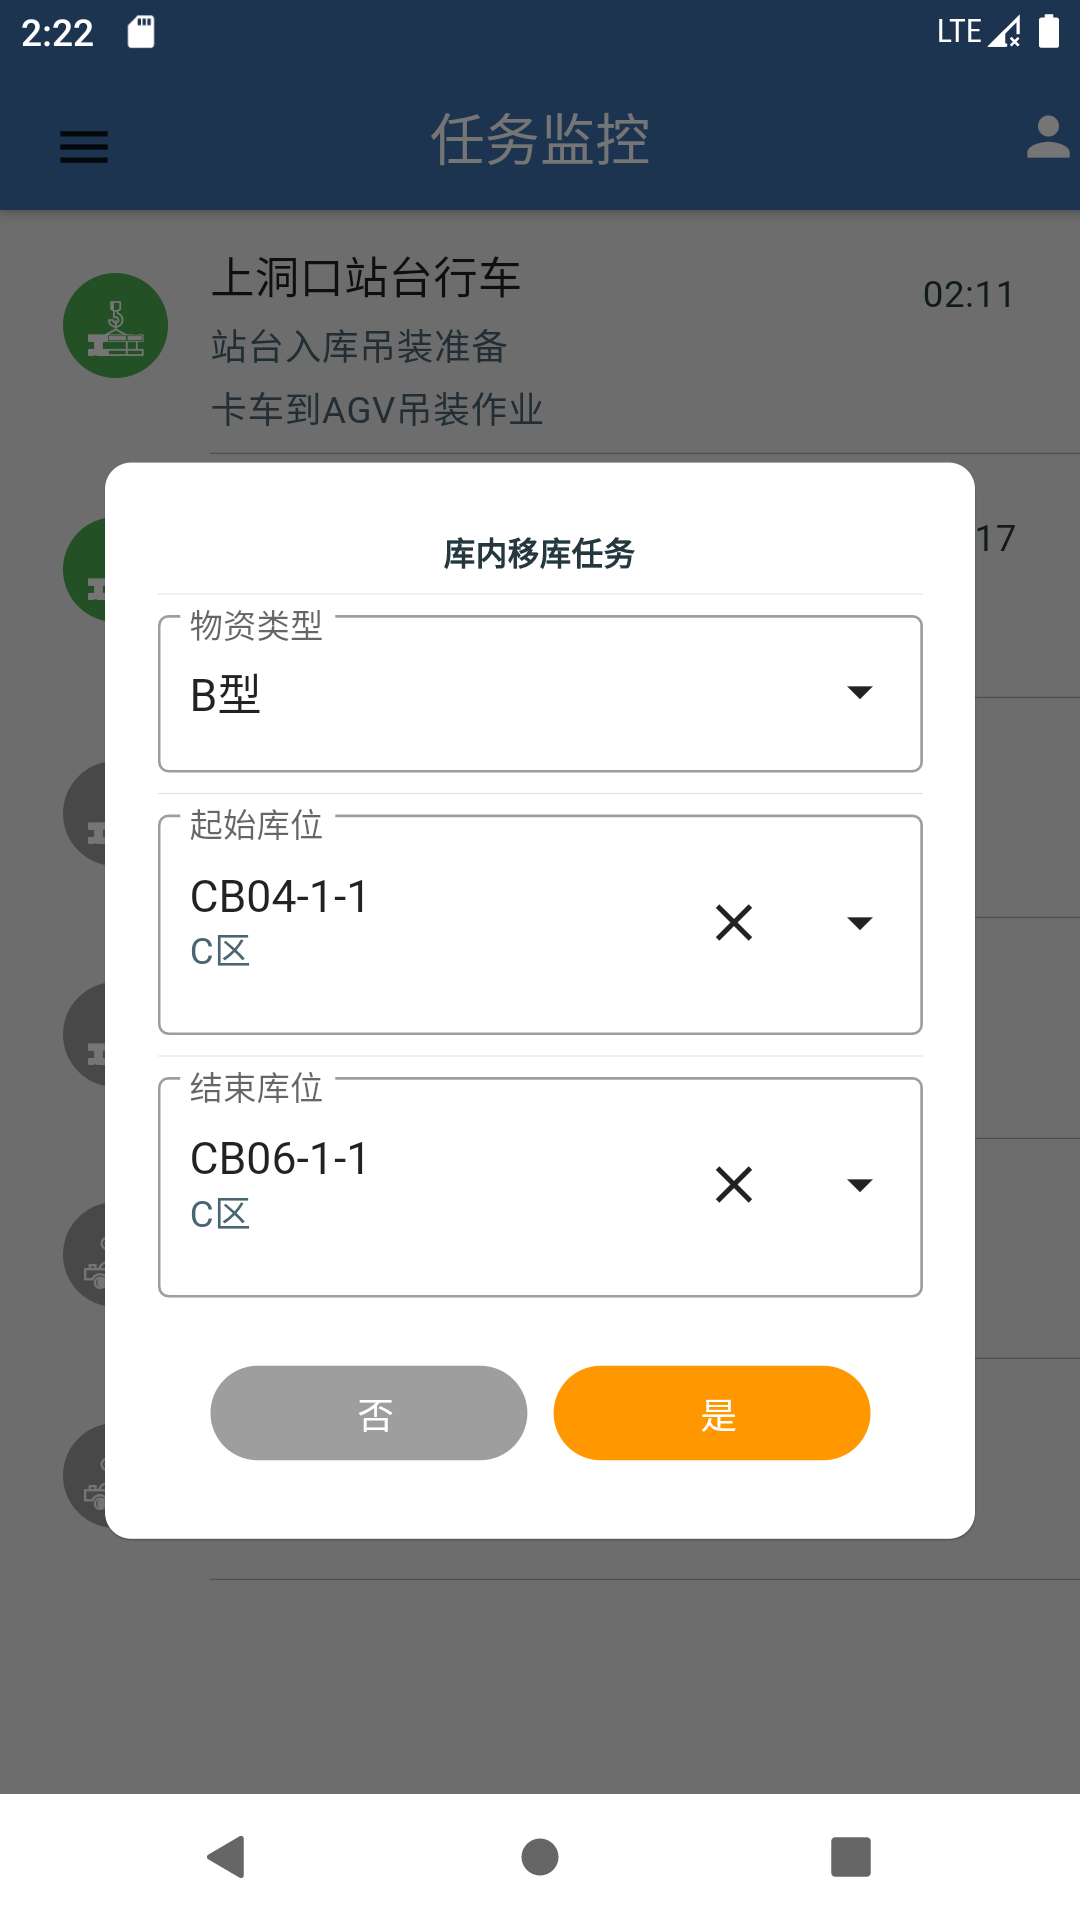 2:22
LTE
任务监控
上洞口站台行车
02:11
站台入库吊装准备
卡车到AGV吊装作业
17
库内移库任务
物资类型
B型
起始库位
CB04-1-1
C区
结束库位
CB06-1-1
C区
否
是